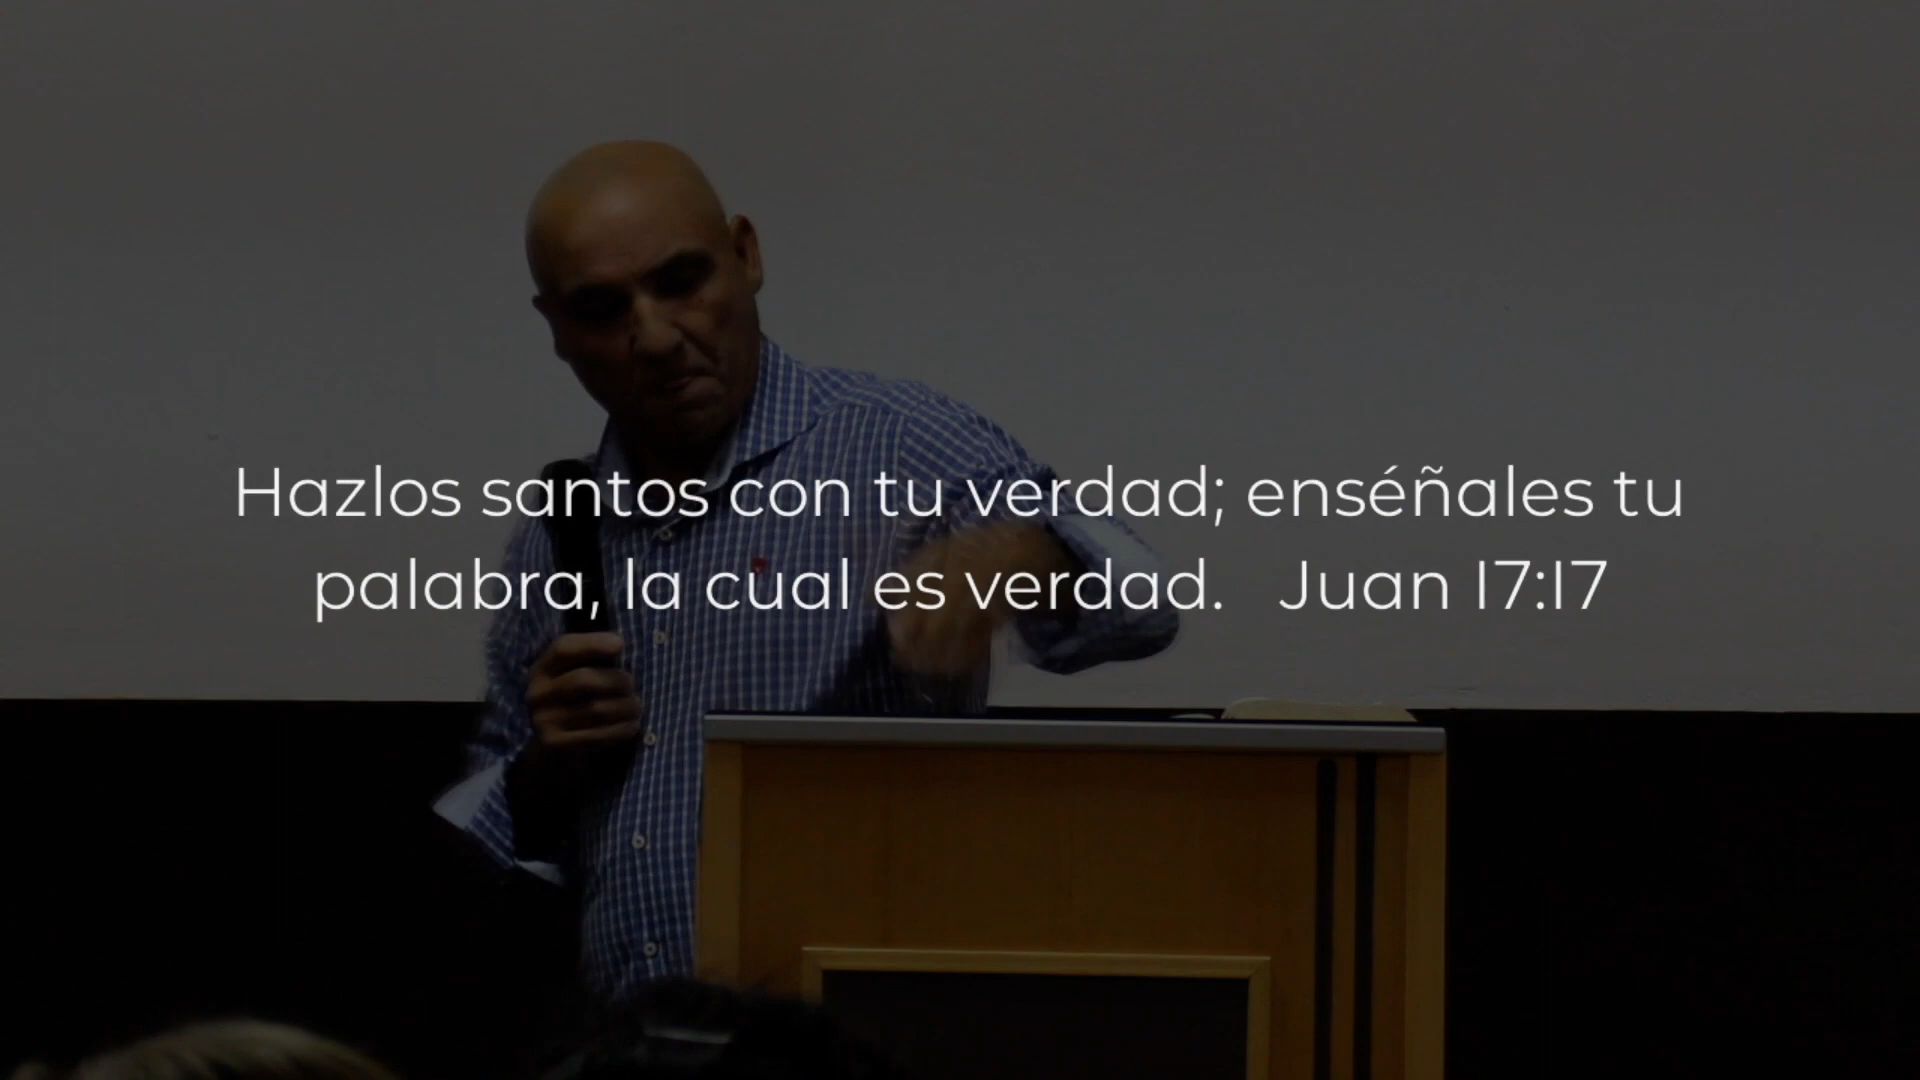 Hazlos santos con tu verdad; enséñales tu
palabra, la cual es verdad.   Juan 17:17